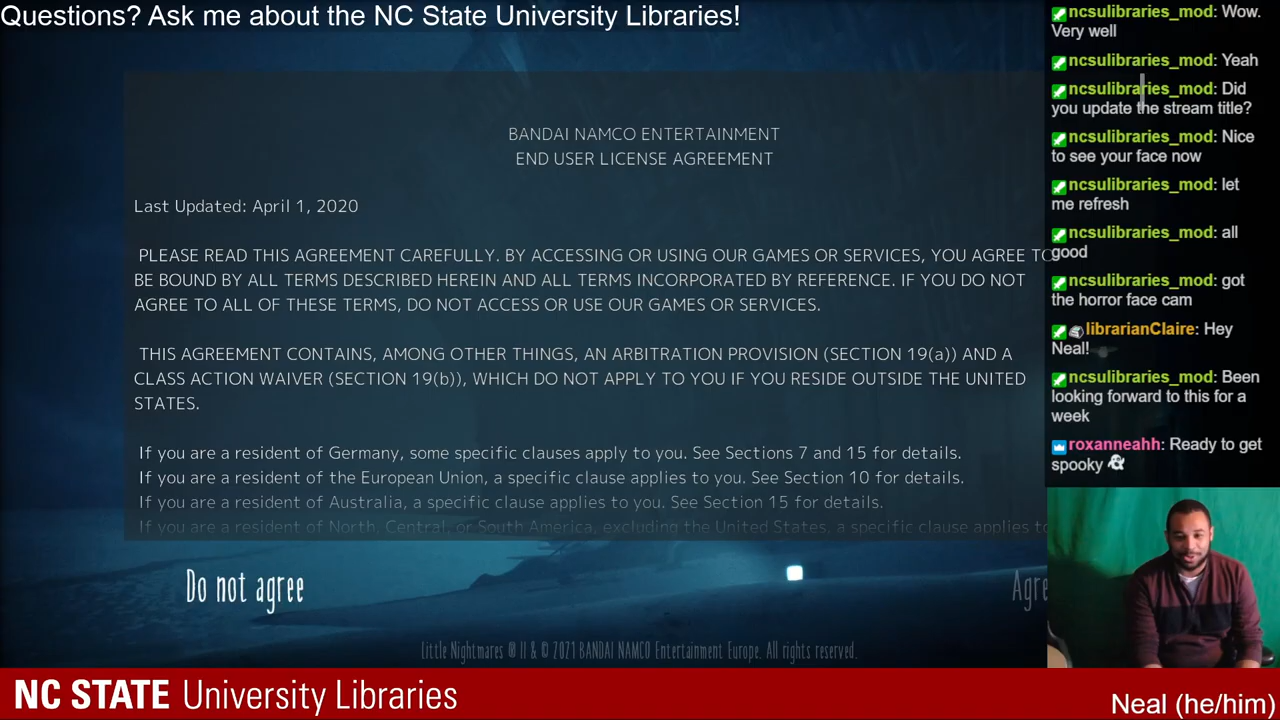 Questions? Ask me about the NC State University Libraries!
BANDAI NAMCO ENTERTAINMENT
END USER LICENSE AGREEMENT
Last Updated: April 1, 2020
PLEASE READ THIS AGREEMENT CAREFULLY. BY ACCESSING OR USING OUR GAMES OR SERVICES, YOU AGREE TO
BE BOUND BY ALL TERMS DESCRIBED HEREIN AND ALL TERMS INCORPORATED BY REFERENCE. IF YOU DO NOT
AGREE TO ALL OF THESE TERMS, DO NOT ACCESS OR USE OUR GAMES OR SERVICES.
THIS AGREEMENT CONTAINS, AMONG OTHER THINGS, AN ARBITRATION PROVISION (SECTION 19(a)) AND A
CLASS ACTION WAIVER (SECTION 19(b)), WHICH DO NOT APPLY TO YOU IF YOU RESIDE OUTSIDE THE UNITED
STATES.
If you are a resident of Germany, some specific clauses apply to you. See Sections 7 and 15 for details.
If you are a resident of the European Union, a specific clause applies to you. See Section 10 for details.
If you are a resident of Australia, a specific clause applies to you. See Section 15 for details.
If you are a resident of North, Central, or South America, excluding the United States, a specific clause applies to
Do not agree
Agre
Little Nightmares ® II & © 2021 BANDAI NAMCO Entertainment Europe. All rights reserved.
ncsulibraries_mod: Wow.
Very well
ncsulibraries_mod: Yeah
ncsulibraries_mod: Did
you update the stream title?
ncsulibraries_mod: Nice
to see your face now
ncsulibraries_mod: let
me refresh
ncsulibraries_mod: all
good
ncsulibraries_mod: got
the horror face cam
librarianClaire: Hey
Neal!
ncsulibraries_mod: Been
looking forward to this for a
week
roxanneahh: Ready to get
spooky
NC STATE University Libraries
Neal (he/him)